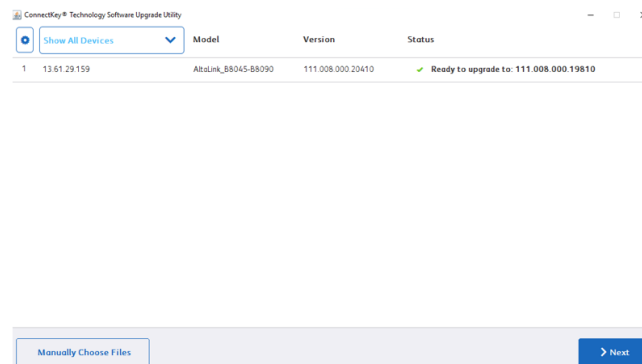 ConnectKey® Technology Software Upgrade Utility
Show All Devices Model Version Status
1 13.61.29.159 AltaLink_B8045-B8090 111.008.000.20410 Ready to upgrade to: 111.008.000.19810
Manually Choose Files Next